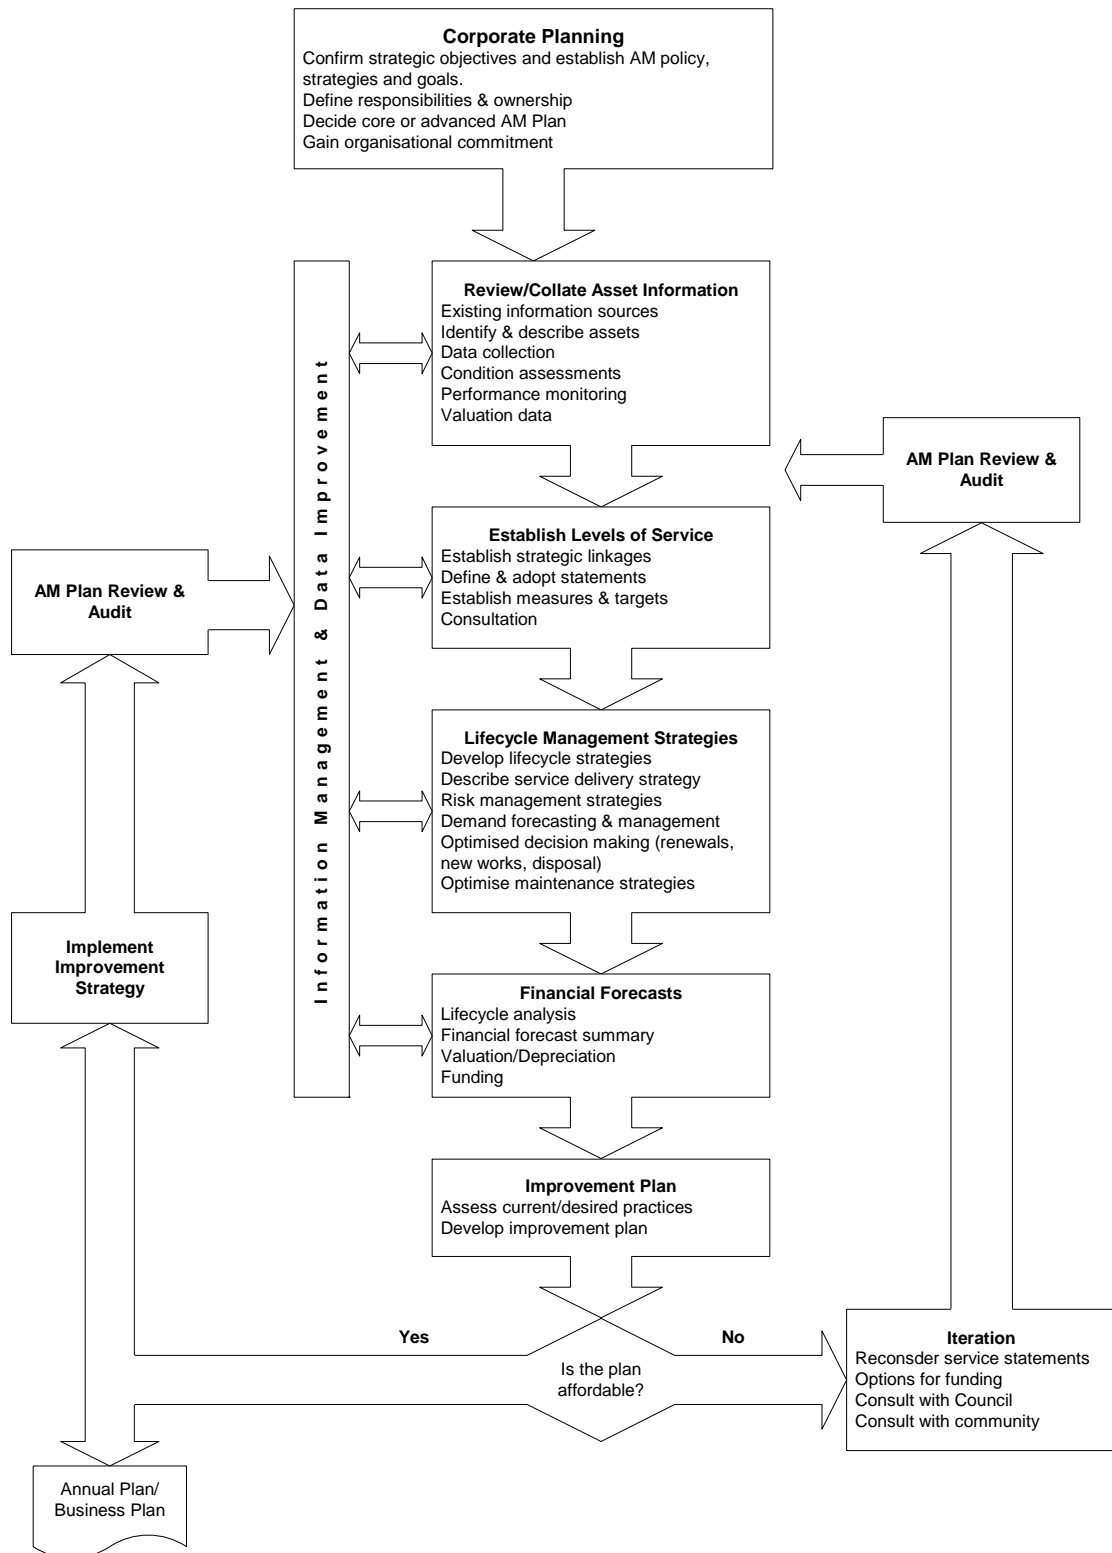 Corporate Planning
Confirm strategic objectives and establish AM policy,
strategies and goals.
Define responsibilities & ownership
Decide core or advanced AM Plan
Gain organisational commitment
Information Management & Data Improvement
Review/Collate Asset Information
Existing information sources
Identify & describe assets
Data collection
Condition assessments
Performance monitoring
Valuation data
AM Plan Review &
Audit
Establish Levels of Service
Establish strategic linkages
Define & adopt statements
Establish measures & targets
Consultation
AM Plan Review &
Audit
Lifecycle Management Strategies
Develop lifecycle strategies
Describe service delivery strategy
Risk management strategies
Demand forecasting & management
Optimised decision making (renewals,
new works, disposal)
Optimise maintenance strategies
Implement
Improvement
Strategy
Financial Forecasts
Lifecycle analysis
Financial forecast summary
Valuation/Depreciation
Funding
Improvement Plan
Assess current/desired practices
Develop improvement plan
Yes
No
Is the plan
affordable?
Iteration
Reconsder service statements
Options for funding
Consult with Council
Consult with community
Annual Plan/
Business Plan